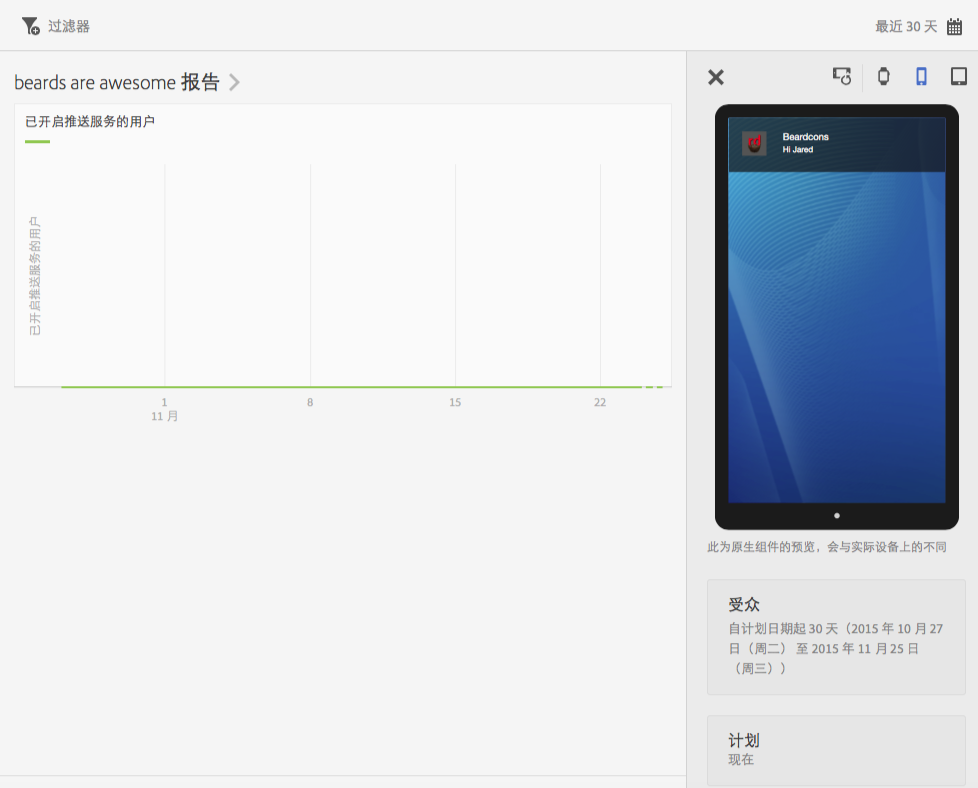 过滤器
最近 30 天
beards are awesome 报告
已开启推送服务的用户
已开启推送服务的用户
1
8
15
22
11 月
rd
Beardcons
Hi Jared
此为原生组件的预览，会与实际设备上的不同
受众
自计划日期起 30 天（2015 年 10 月 27
日（周二） 至 2015 年 11 月 25 日
（周三））
计划
现在